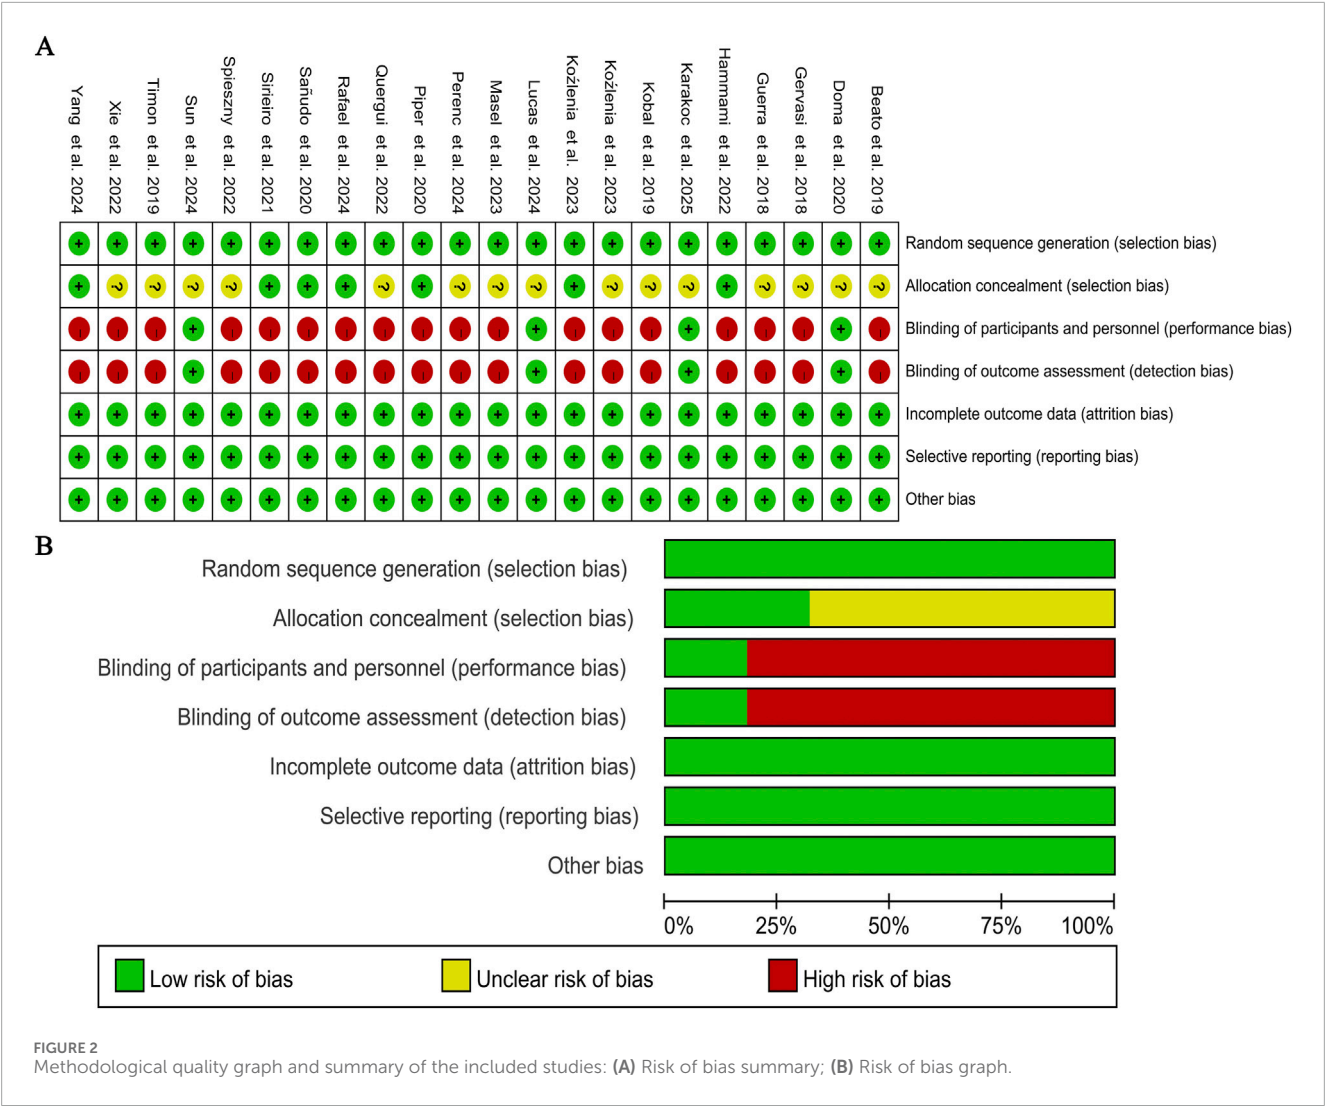 A
Yang et al. 2024
Xie et al. 2022
Timon et al. 2019
Sun et al. 2024
Spieszny et al. 2022
Sirieiro et al. 2021
Sañudo et al. 2020
Rafael et al. 2024
Quergui et al. 2022
Piper et al. 2020
Perenc et al. 2024
Masel et al. 2023
Lucas et al. 2024
Koźlenia et al. 2023
Koźlenia et al. 2023
Kobal et al. 2019
Karakoc et al. 2025
Hammami et al. 2022
Guerra et al. 2018
Gervasi et al. 2018
Doma et al. 2020
Beato et al. 2019
+ + + + + + + + + + + + + + + + + + + + + + Random sequence generation (selection bias)
+ ? ? ? ? + + + ? + ? ? ? + ? ? ? + ? ? ? ? Allocation concealment (selection bias)
− − − + − − − − − − − − + − − − + − − − + − Blinding of participants and personnel (performance bias)
− − − + − − − − − − − − + − − − + − − − + − Blinding of outcome assessment (detection bias)
+ + + + + + + + + + + + + + + + + + + + + + Incomplete outcome data (attrition bias)
+ + + + + + + + + + + + + + + + + + + + + + Selective reporting (reporting bias)
+ + + + + + + + + + + + + + + + + + + + + + Other bias
B
Random sequence generation (selection bias)
Allocation concealment (selection bias)
Blinding of participants and personnel (performance bias)
Blinding of outcome assessment (detection bias)
Incomplete outcome data (attrition bias)
Selective reporting (reporting bias)
Other bias
0% 25% 50% 75% 100%
Low risk of bias Unclear risk of bias High risk of bias
FIGURE 2
Methodological quality graph and summary of the included studies: (A) Risk of bias summary; (B) Risk of bias graph.